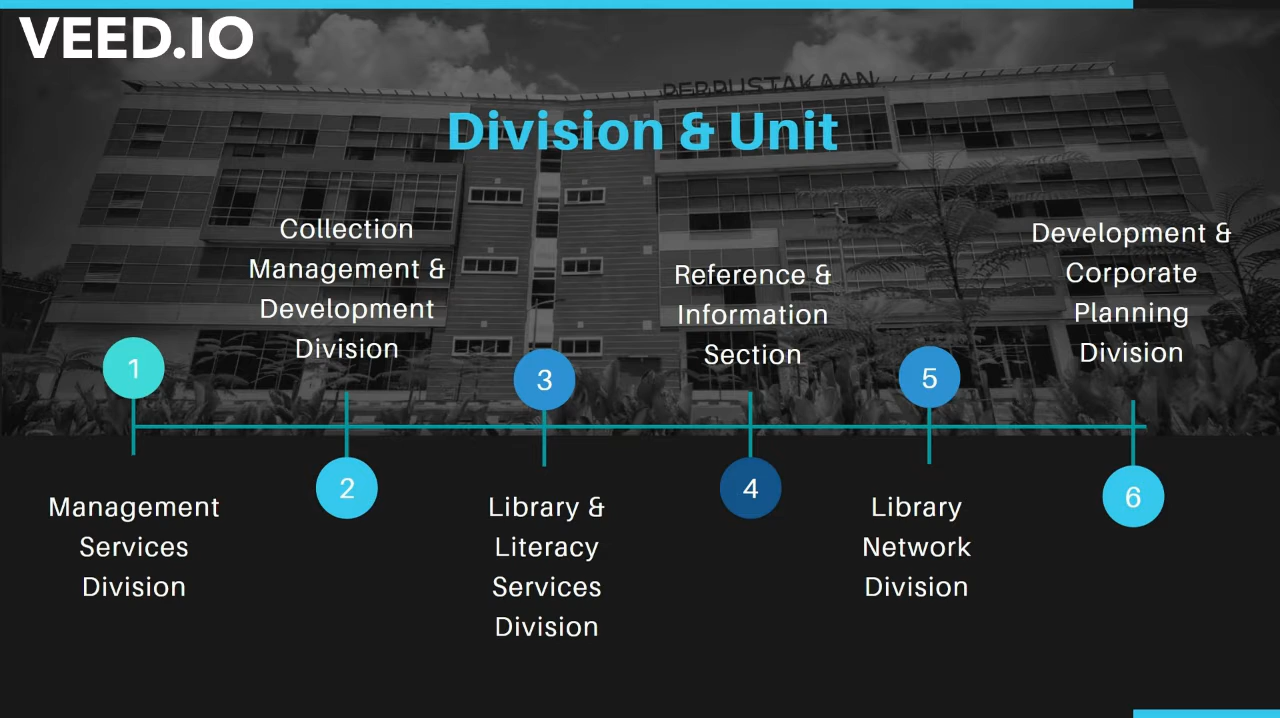 VEED.IO
PERPUSTAKAAN
Division & Unit
1
Management
Services
Division
Collection
Management &
Development
Division
2
3
Library &
Literacy
Services
Division
Reference &
Information
Section
4
5
Library
Network
Division
Development &
Corporate
Planning
Division
6